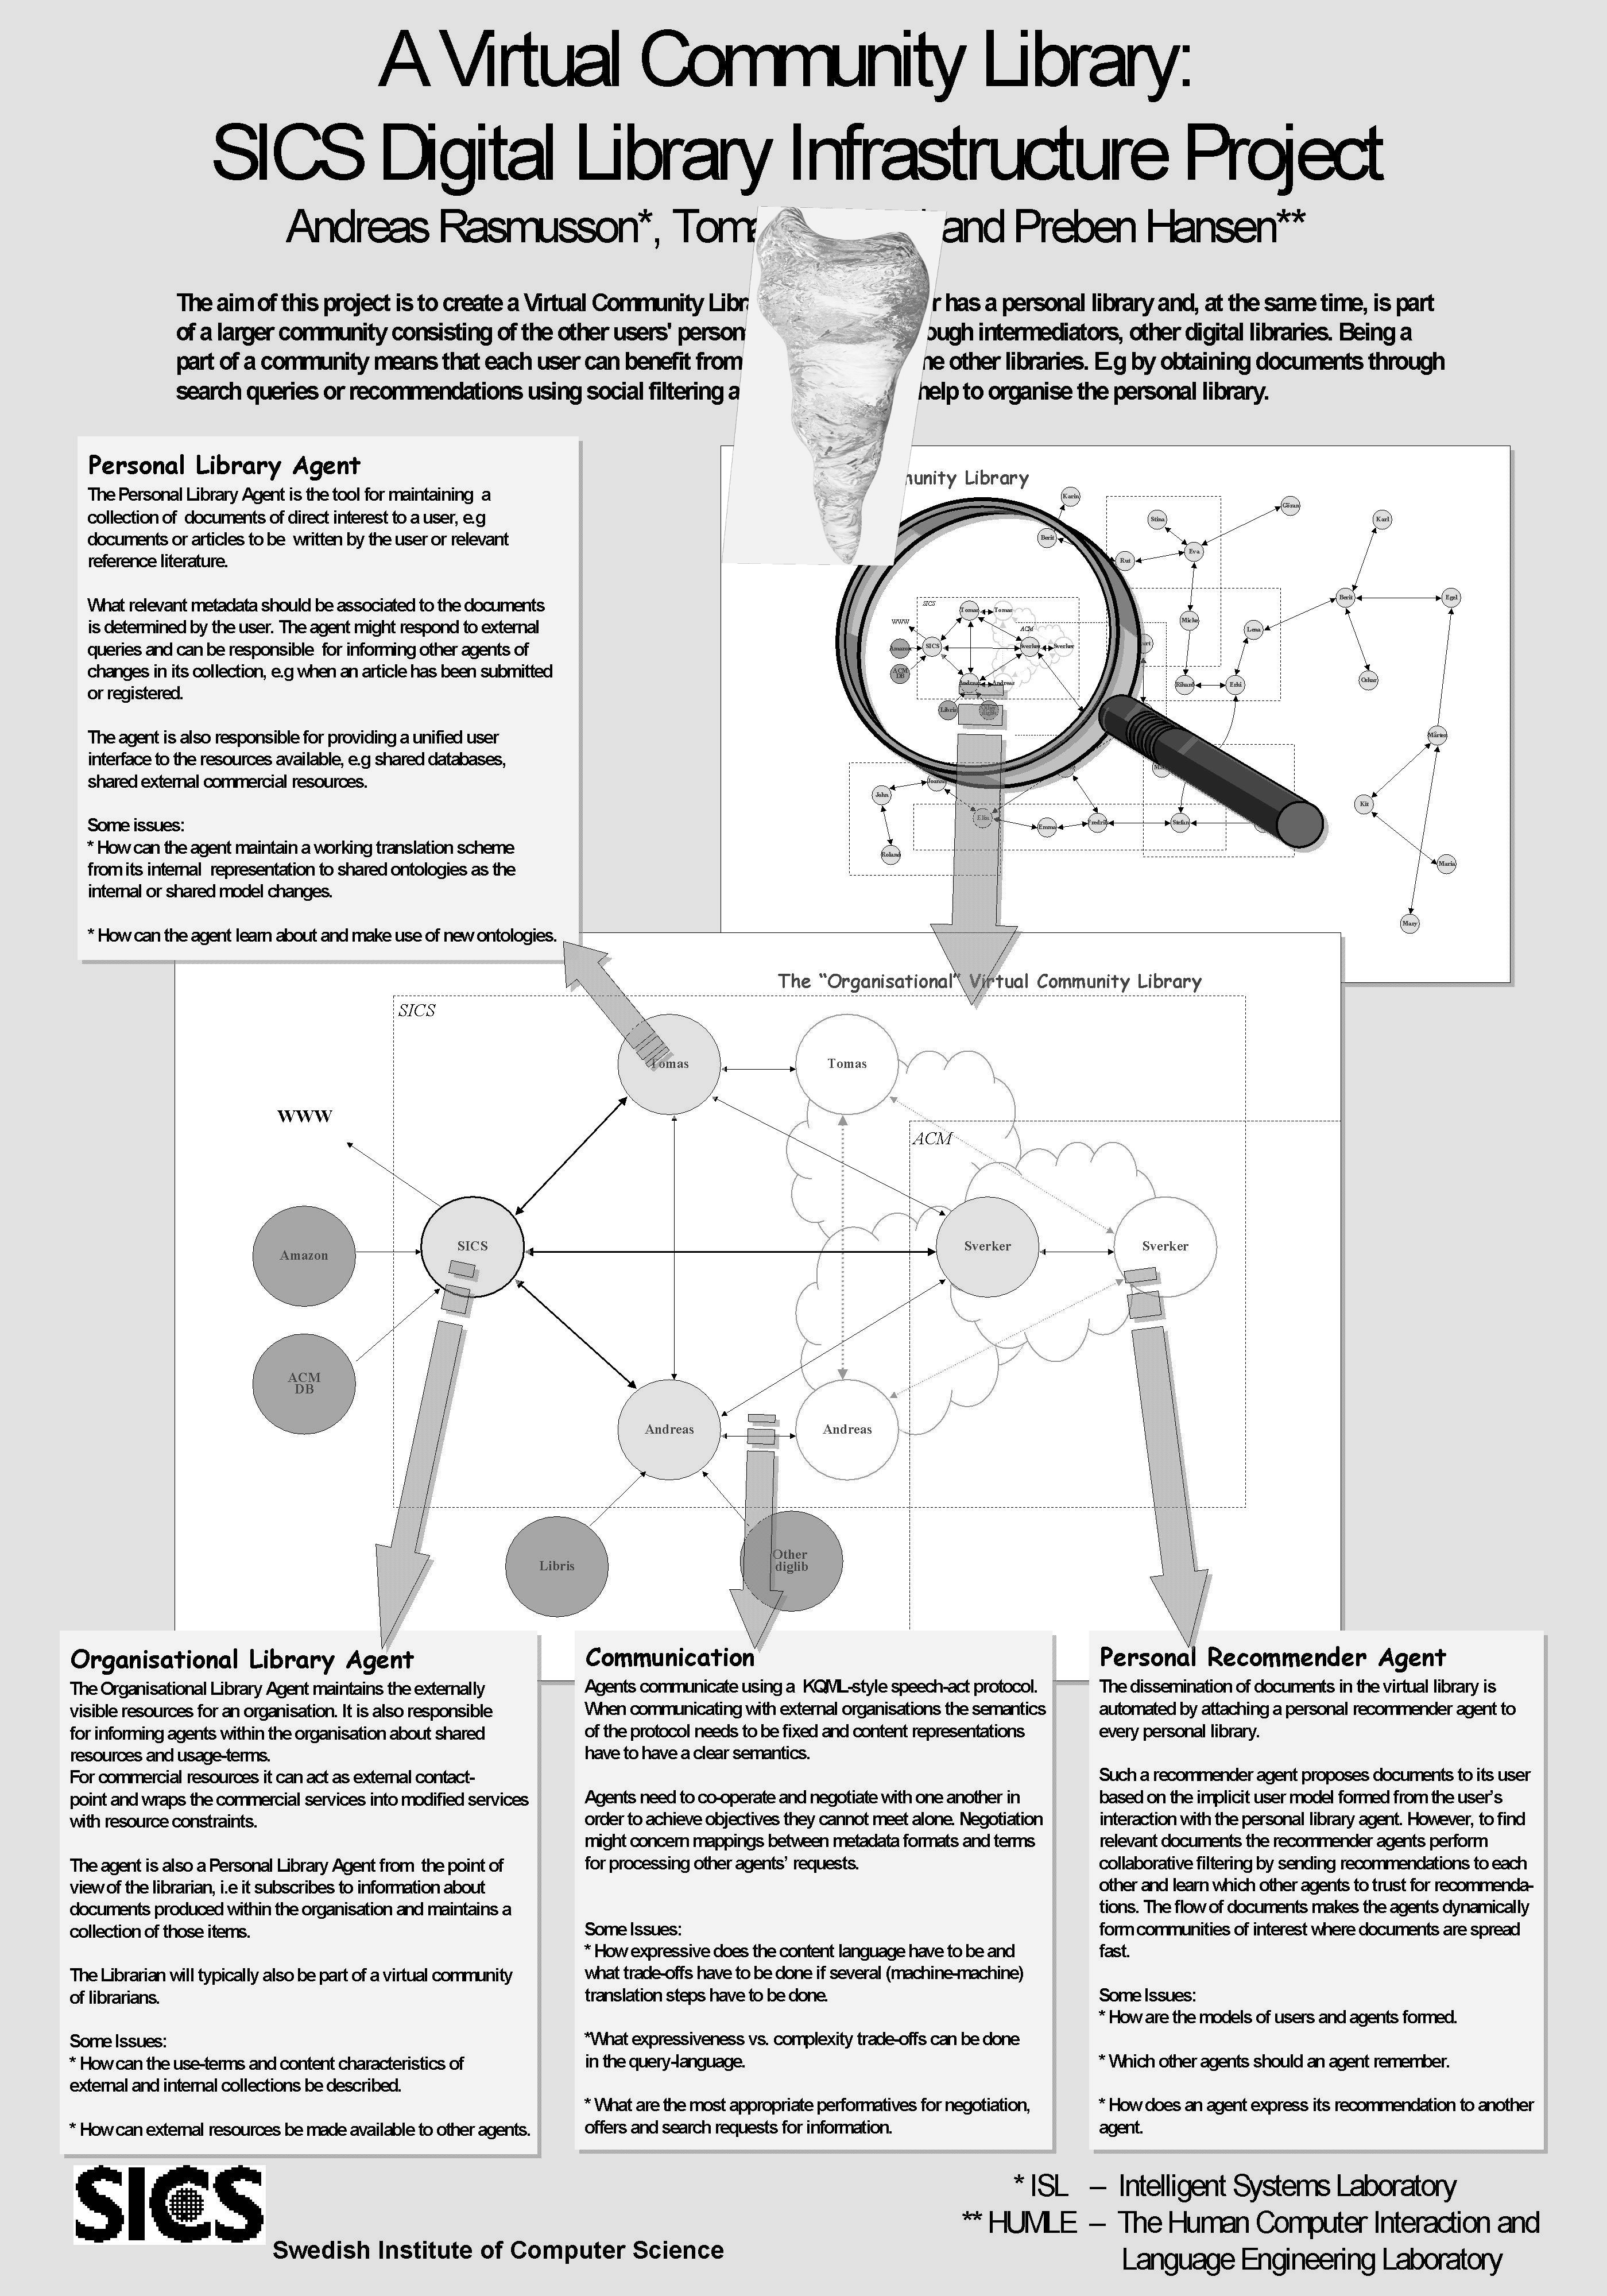 A Virtual Community Library:
SICS Digital Library Infrastructure Project
Andreas Rasmusson*, and Preben Hansen**
The aim of this project is to create a Virtual Community has a personal library and, at the same time, is part
of a larger community consisting of the other users' intermediators, other digital libraries. Being a
part of a community means that each user can benefit from other libraries. E.g by obtaining documents through
search queries or recommendations using social filtering help to organise the personal library.
Personal Library Agent
The Personal Library Agent is the tool for maintaining a
collection of documents of direct interest to a user, e.g
documents or articles to be written by the user or relevant
reference literature.
What relevant metadata should be associated to the documents
is determined by the user. The agent might respond to external
queries and can be responsible for informing other agents of
changes in its collection, e.g when an article has been submitted
or registered.
The agent is also responsible for providing a unified user
interface to the resources available, e.g shared databases,
shared external commercial resources.
Some issues:
* How can the agent maintain a working translation scheme
from its internal representation to shared ontologies as the
internal or shared model changes.
* How can the agent learn about and make use of new ontologies.
Library
Karin
Berit
Stina
Göran
Rut
Eva
Karl
Berit
Egil
Micke
Lena
Rikard
Erki
Oskar
Mårten
Kit
Maria
Mary
SICS
Tomas
Tomas
WWW
ACM
Amazon
SICS
Sverker
Sverker
ACM
DB
Andreas
Andreas
Libris
John
Elin
Emma
Fredrik
Stefan
Roland
The “Organisational” Virtual Community Library
SICS
Tomas
Tomas
WWW
ACM
Amazon
SICS
Sverker
Sverker
ACM
DB
Andreas
Andreas
Libris
Other
diglib
Organisational Library Agent
The Organisational Library Agent maintains the externally
visible resources for an organisation. It is also responsible
for informing agents within the organisation about shared
resources and usage-terms.
For commercial resources it can act as external contact-
point and wraps the commercial services into modified services
with resource constraints.
The agent is also a Personal Library Agent from the point of
view of the librarian, i.e it subscribes to information about
documents produced within the organisation and maintains a
collection of those items.
The Librarian will typically also be part of a virtual community
of librarians.
Some Issues:
* How can the use-terms and content characteristics of
external and internal collections be described.
* How can external resources be made available to other agents.
Communication
Agents communicate using a KQML-style speech-act protocol.
When communicating with external organisations the semantics
of the protocol needs to be fixed and content representations
have to have a clear semantics.
Agents need to co-operate and negotiate with one another in
order to achieve objectives they cannot meet alone. Negotiation
might concern mappings between metadata formats and terms
for processing other agents’ requests.
Some Issues:
* How expressive does the content language have to be and
what trade-offs have to be done if several (machine-machine)
translation steps have to be done.
*What expressiveness vs. complexity trade-offs can be done
in the query-language.
* What are the most appropriate performatives for negotiation,
offers and search requests for information.
Personal Recommender Agent
The dissemination of documents in the virtual library is
automated by attaching a personal recommender agent to
every personal library.
Such a recommender agent proposes documents to its user
based on the implicit user model formed from the user’s
interaction with the personal library agent. However, to find
relevant documents the recommender agents perform
collaborative filtering by sending recommendations to each
other and learn which other agents to trust for recommenda-
tions. The flow of documents makes the agents dynamically
form communities of interest where documents are spread
fast.
Some Issues:
* How are the models of users and agents formed.
* Which other agents should an agent remember.
* How does an agent express its recommendation to another
agent.
SICS
Swedish Institute of Computer Science
* ISL – Intelligent Systems Laboratory
** HUMLE – The Human Computer Interaction and
Language Engineering Laboratory